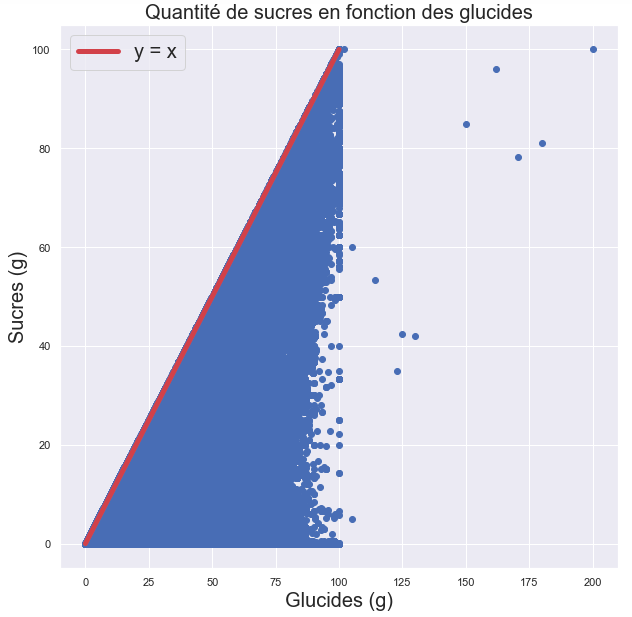 Quantité de sucres en fonction des glucides
y = x
Sucres (g)
100
80
60
40
20
0
0 25 50 75 100 125 150 175 200
Glucides (g)